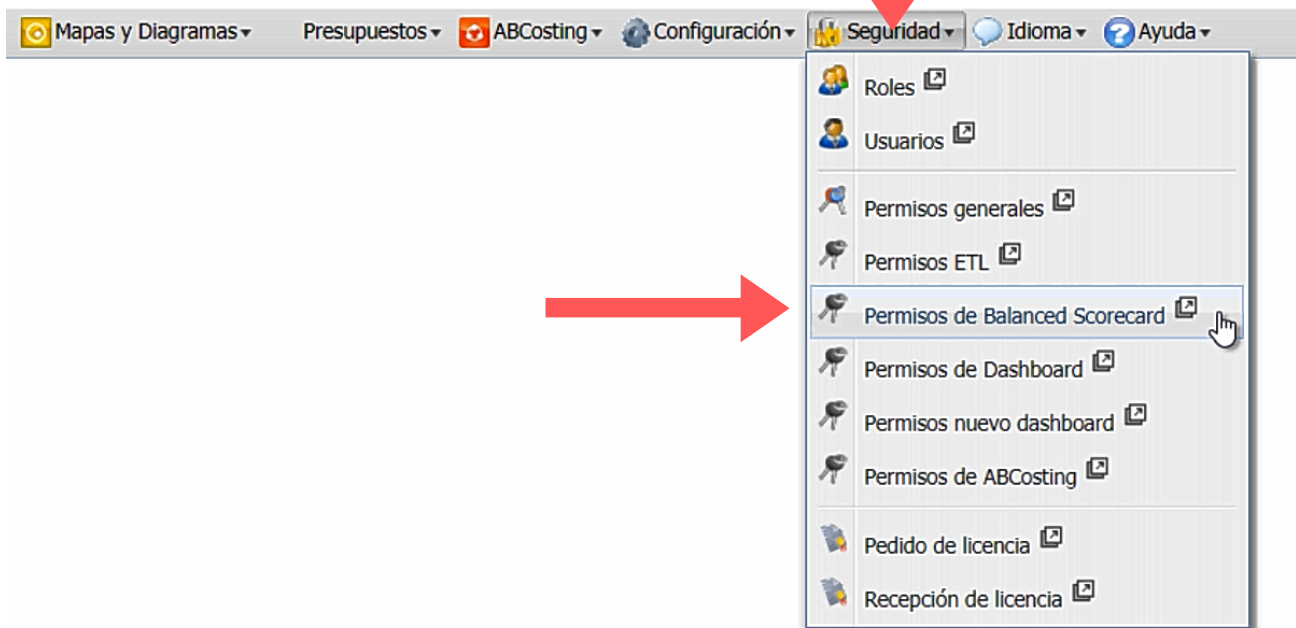 Mapas y Diagramas Presupuestos ABCosting Configuración Seguridad Idioma Ayuda
Roles
Usuarios
Permisos generales
Permisos ETL
Permisos de Balanced Scorecard
Permisos de Dashboard
Permisos nuevo dashboard
Permisos de ABCosting
Pedido de licencia
Recepción de licencia